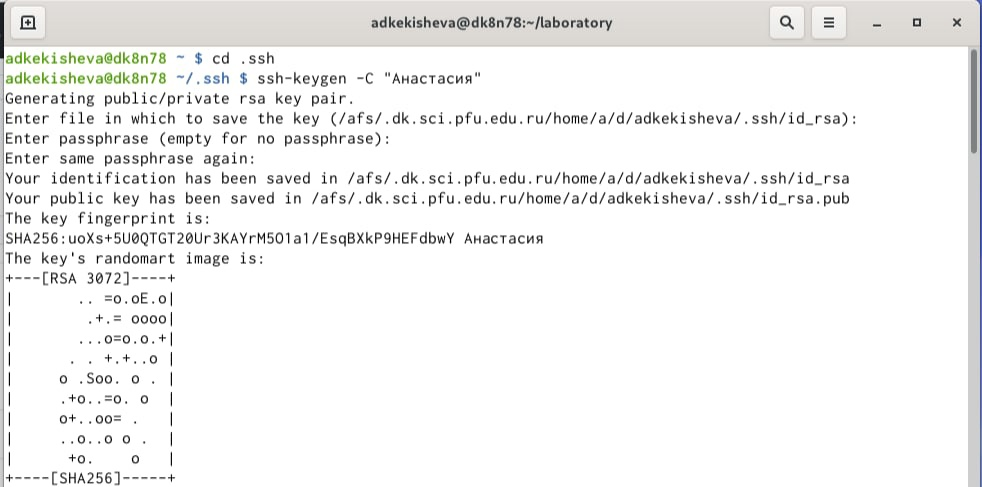 adkekisheva@dk8n78:~/laboratory
adkekisheva@dk8n78 ~ $ cd .ssh
adkekisheva@dk8n78 ~/.ssh $ ssh-keygen -C "Анастасия"
Generating public/private rsa key pair.
Enter file in which to save the key (/afs/.dk.sci.pfu.edu.ru/home/a/d/adkekisheva/.ssh/id_rsa):
Enter passphrase (empty for no passphrase):
Enter same passphrase again:
Your identification has been saved in /afs/.dk.sci.pfu.edu.ru/home/a/d/adkekisheva/.ssh/id_rsa
Your public key has been saved in /afs/.dk.sci.pfu.edu.ru/home/a/d/adkekisheva/.ssh/id_rsa.pub
The key fingerprint is:
SHA256:uoXs+5U0QTGT20Ur3KAYrM5O1a1/EsqBXkP9HEFdbwY Анастасия
The key's randomart image is:
+---[RSA 3072]----+
|        .. =o.oE.o|
|         .+.= oooo|
|        ...o=o.o.+|
|       . . +.+..o |
|      o .Soo. o . |
|      .+o..=o. o  |
|      o+..oo= .   |
|      ..o..o o .  |
|       +o.    o   |
+----[SHA256]-----+